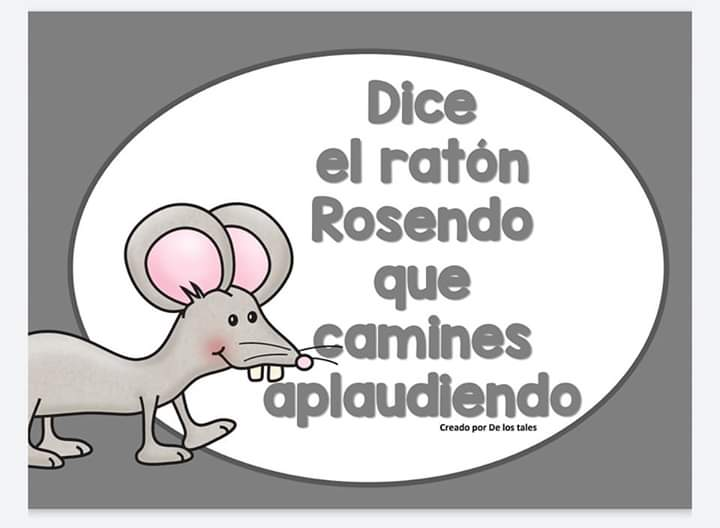 Dice
el ratón
Rosendo
que
camines
aplaudiendo
Creado por De los tales